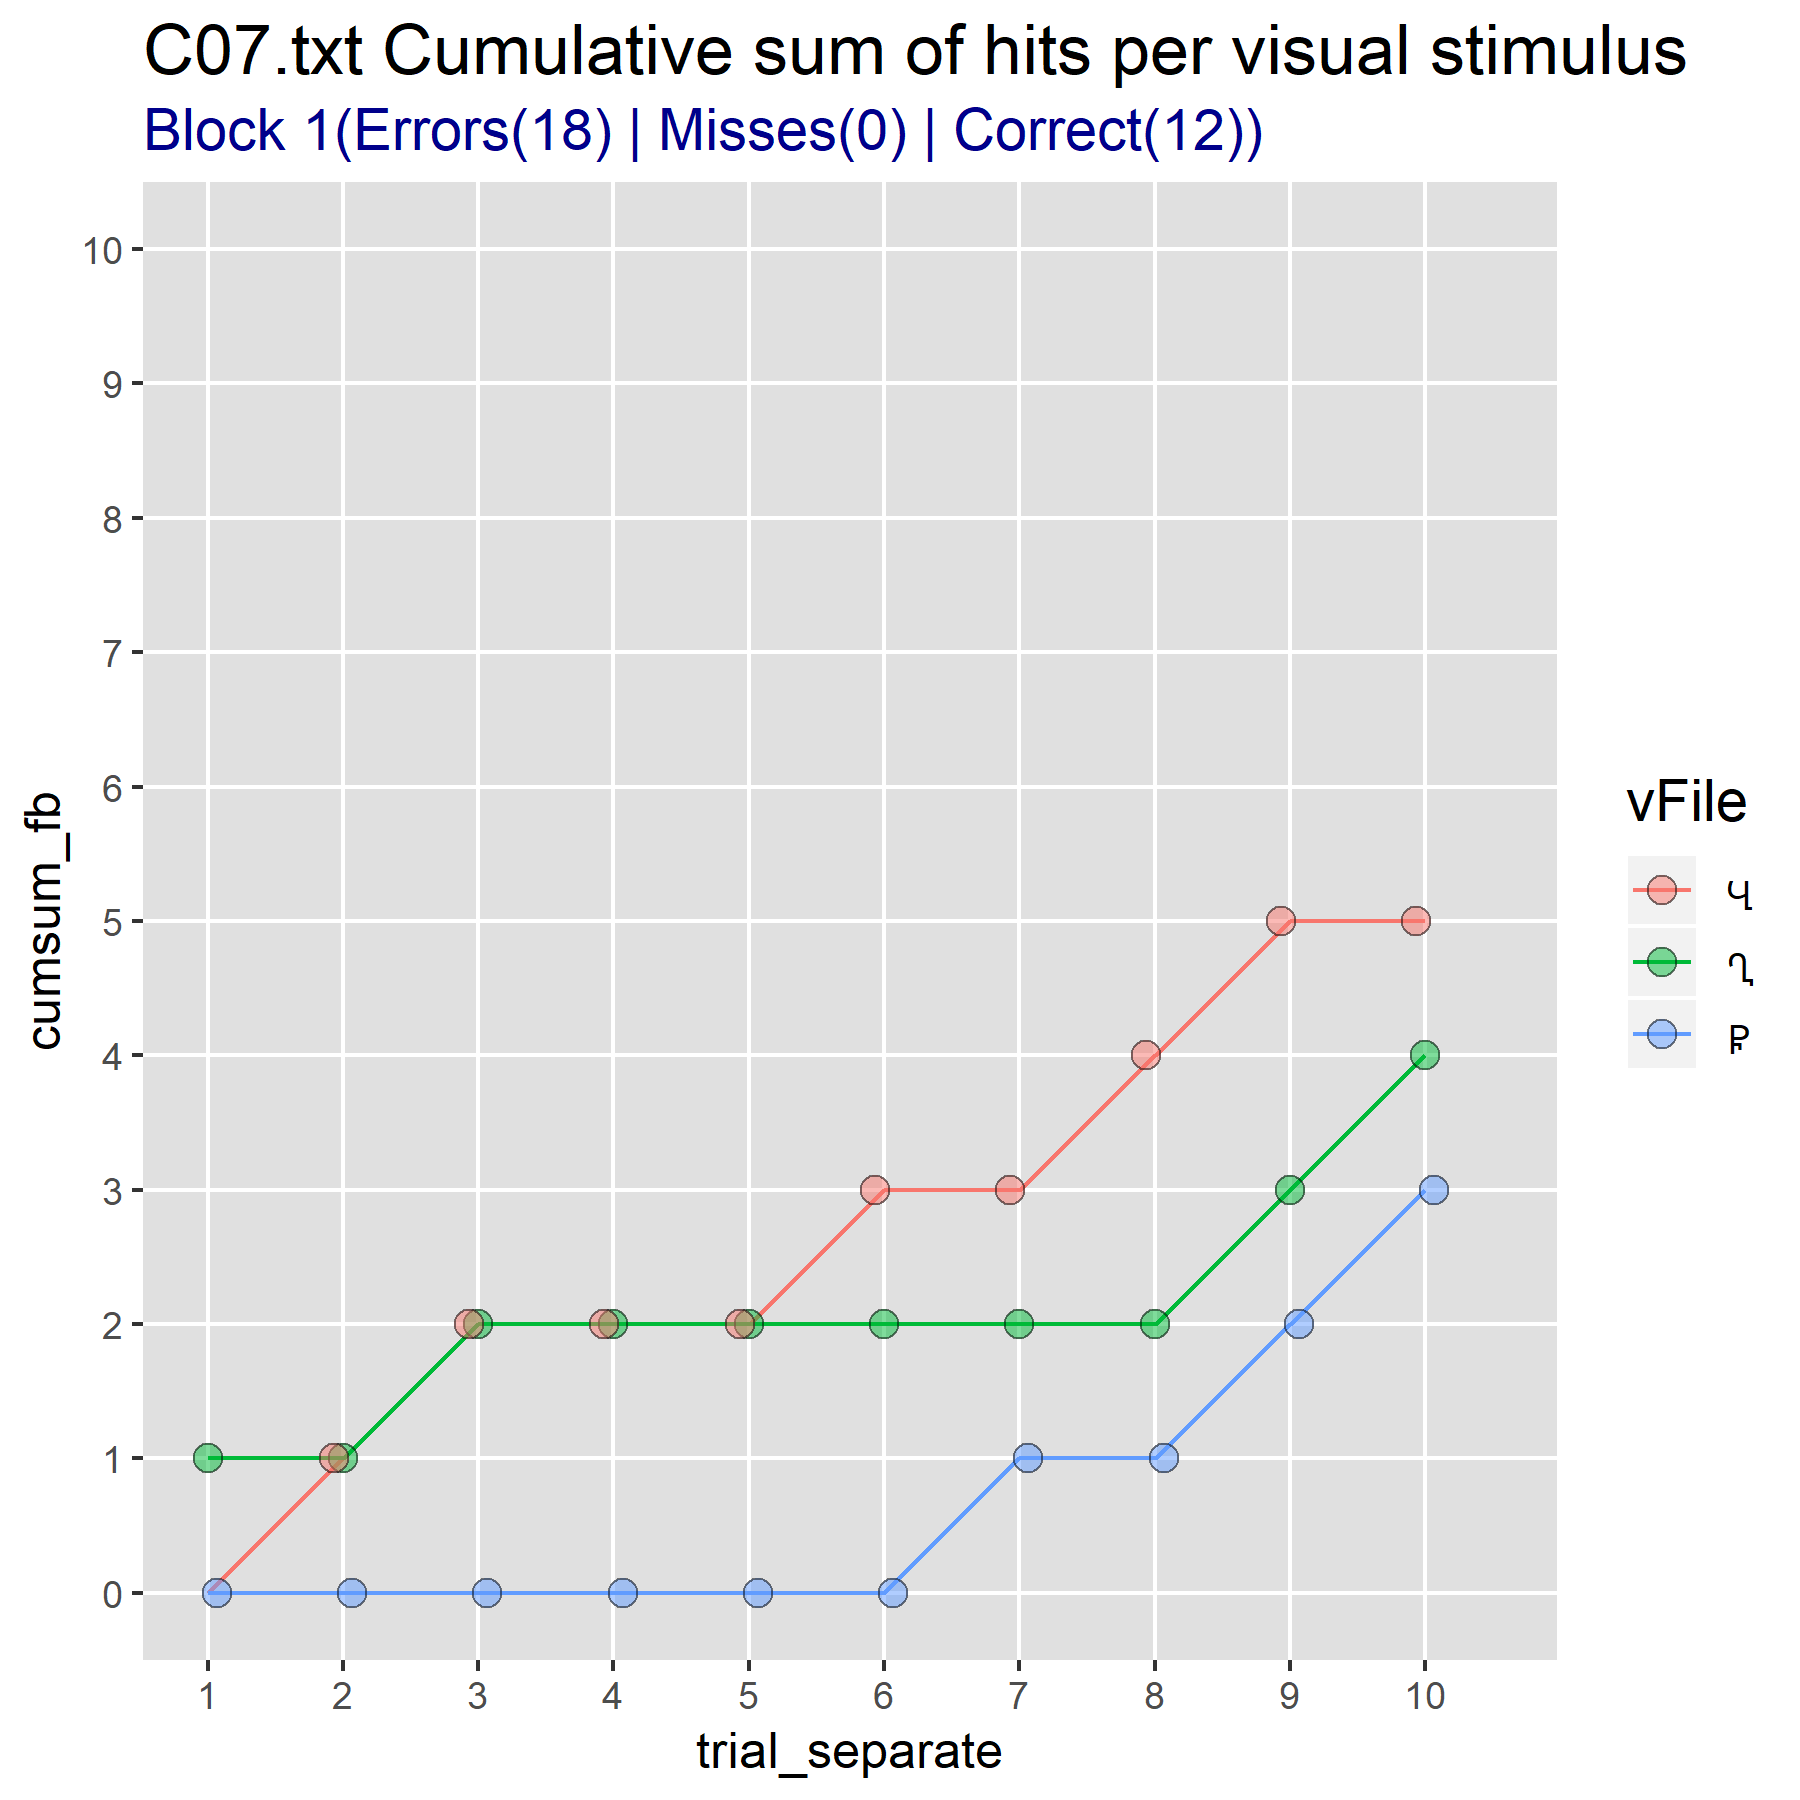 C07.txt Cumulative sum of hits per visual stimulus
Block 1(Errors(18) | Misses(0) | Correct(12))
10
9
8
7
6
5
4
3
2
1
0
cumsum_fb
1 2 3 4 5 6 7 8 9 10
trial_separate
vFile